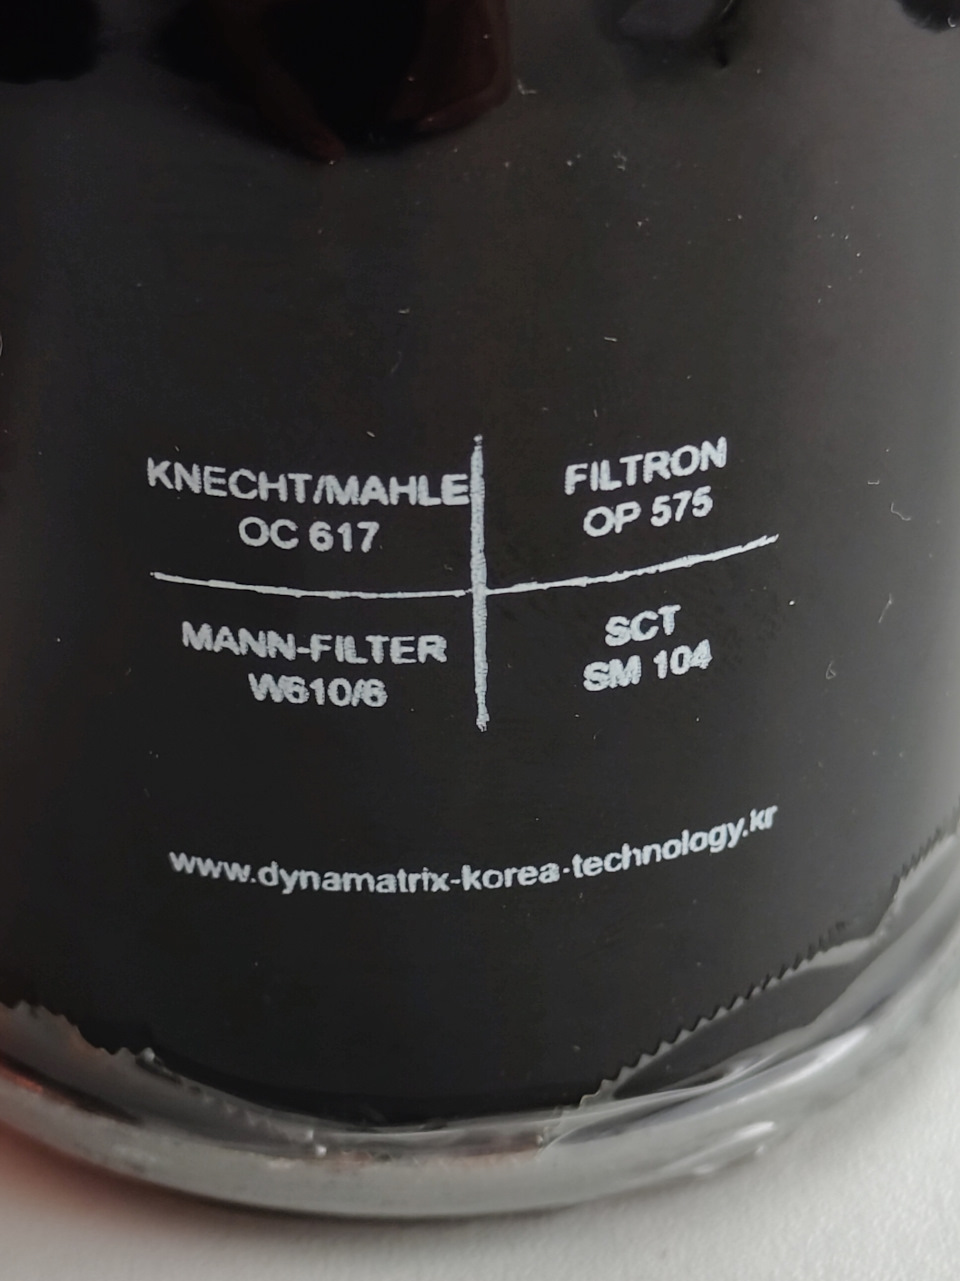 KNECHT/MAHLE
OC 617
FILTRON
OP 575
MANN-FILTER
W610/6
SCT
SM 104
www.dynamatrix-korea-technology.kr